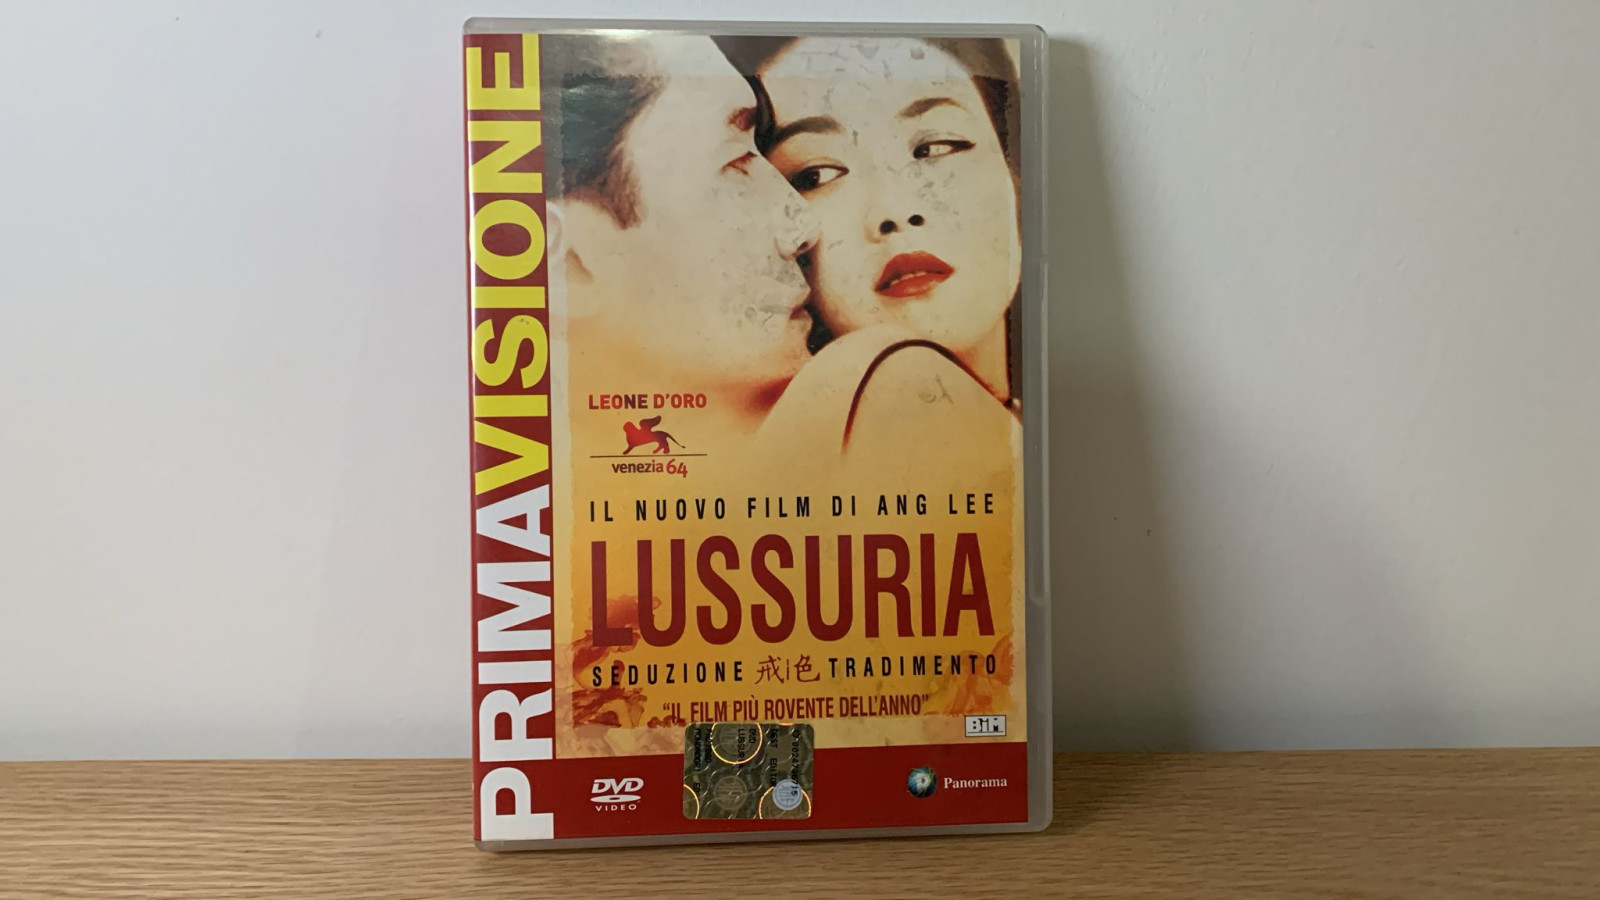 PRIMAVISIONE
LEONE D'ORO
venezia 64
IL NUOVO FILM DI ANG LEE
LUSSURIA
SEDUZIONE 戒|色 TRADIMENTO
"IL FILM PIÙ ROVENTE DELL'ANNO"
BiM
DVD
VIDEO
Panorama